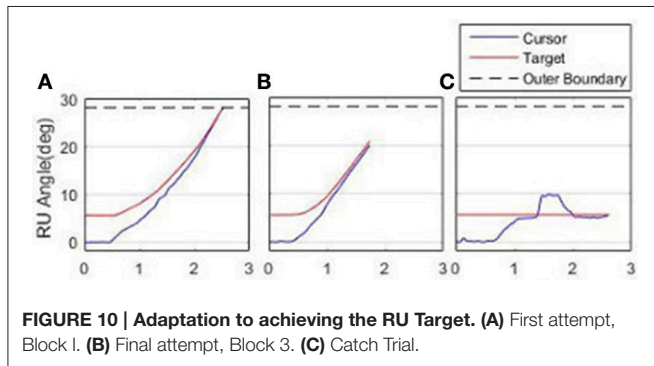 Cursor
Target
Outer Boundary
A
B
C
RU Angle(deg)
30
20
10
0
0 1 2 3
0 1 2 3
0 1 2 3
FIGURE 10 | Adaptation to achieving the RU Target. (A) First attempt,
Block I. (B) Final attempt, Block 3. (C) Catch Trial.